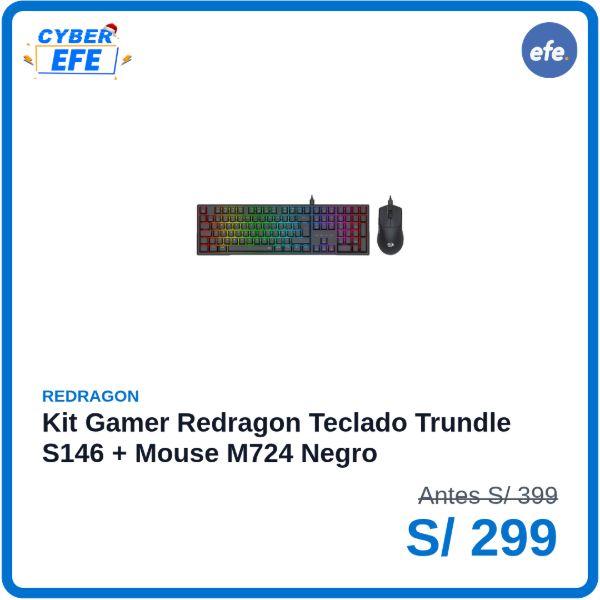 CYBER
EFE
efe.
REDRAGON
Kit Gamer Redragon Teclado Trundle
S146 + Mouse M724 Negro
Antes S/ 399
S/ 299